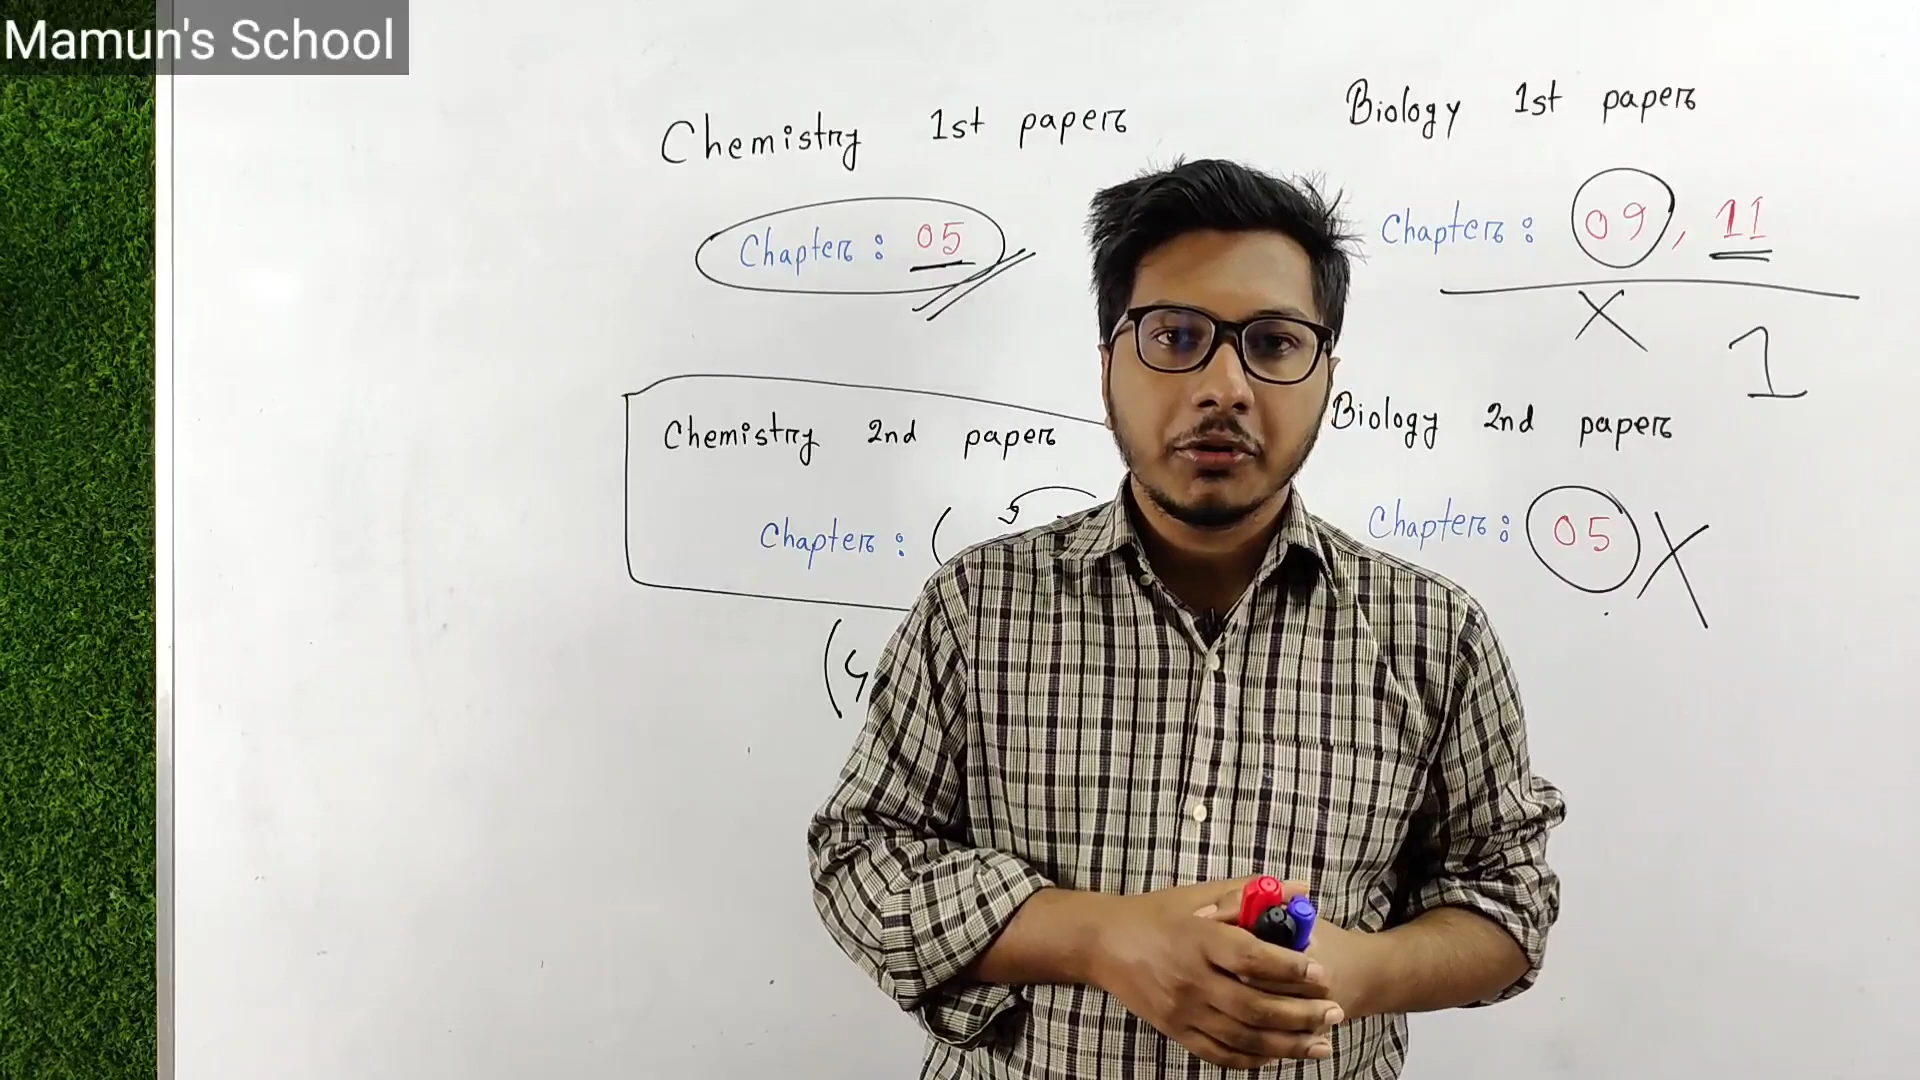 Mamun's School
Chemistry 1st paper
Chapter : 05
Chemistry 2nd paper
Chapter : (
Biology 1st paper
Chapter : 09, 11
X 1
Biology 2nd paper
Chapter : 05 X